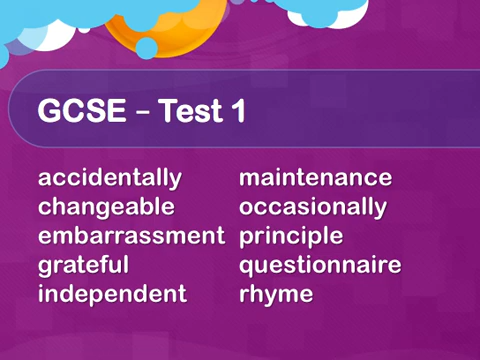 GCSE – Test 1
accidentally
changeable
embarrassment
grateful
independent
maintenance
occasionally
principle
questionnaire
rhyme